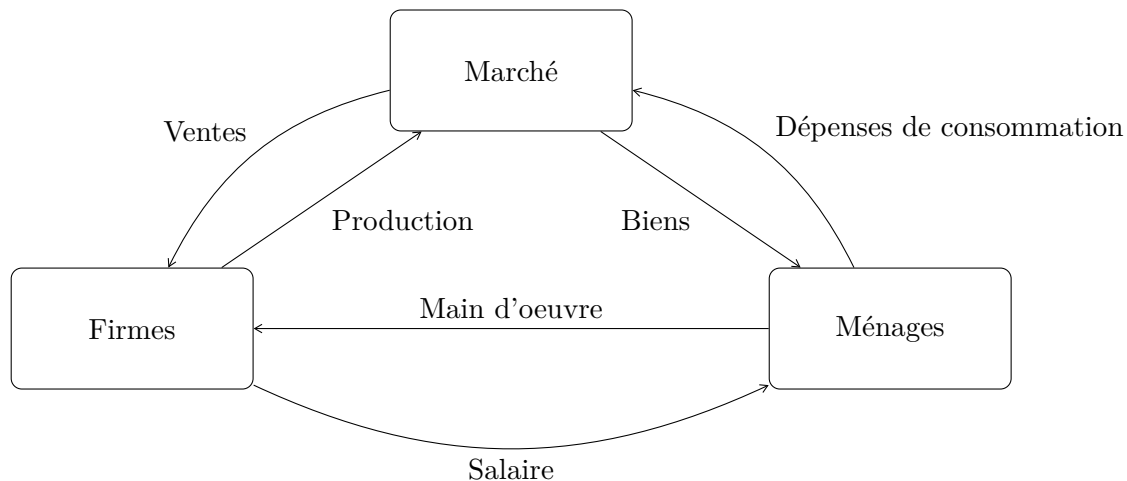 Marché
Ventes
Dépenses de consommation
Production
Biens
Main d'oeuvre
Firmes
Ménages
Salaire